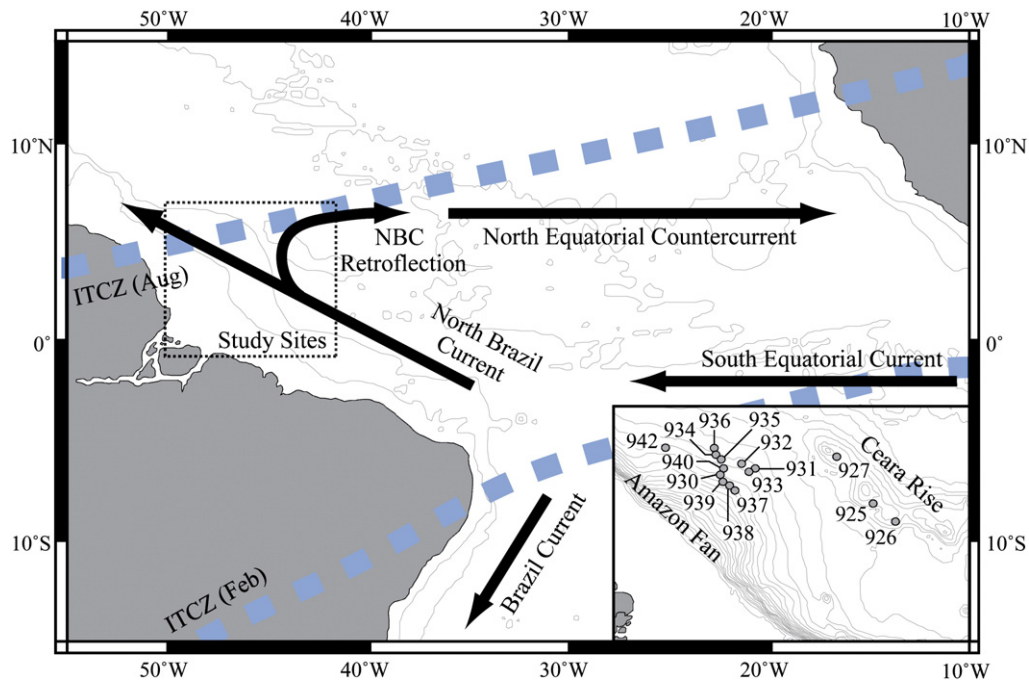 50˚W 40˚W 30˚W 20˚W 10˚W
10˚N 10˚N
NBC
Retroflection
North Equatorial Countercurrent
ITCZ (Aug)
Study Sites
North Brazil
Current
0˚ 0˚
South Equatorial Current
936 935
934 932
942
940 931
930 933
939 937
938
927
925
926
Ceara Rise
Amazon Fan
10˚S 10˚S
Brazil Current
ITCZ (Feb)
50˚W 40˚W 30˚W 20˚W 10˚W